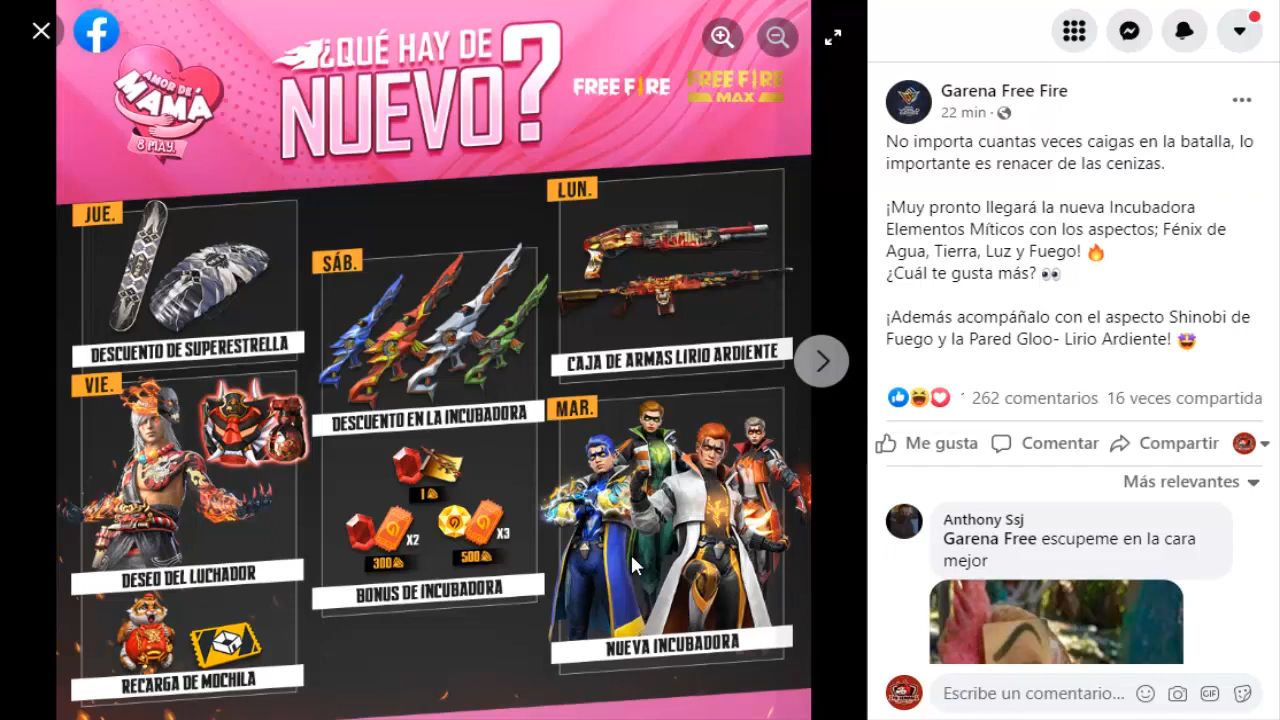 ¿QUÉ HAY DE
NUEVO?
AMOR DE
MAMÁ
8 MAY.
FREE FIRE
FREE FIRE
MAX
JUE.
DESCUENTO DE SUPERESTRELLA
VIE.
DESEO DEL LUCHADOR
RECARGA DE MOCHILA
SÁB.
DESCUENTO EN LA INCUBADORA
1
X2
300
X3
500
BONUS DE INCUBADORA
LUN.
CAJA DE ARMAS LIRIO ARDIENTE
MAR.
NUEVA INCUBADORA
Garena Free Fire
22 min ·
No importa cuantas veces caigas en la batalla, lo
importante es renacer de las cenizas.
¡Muy pronto llegará la nueva Incubadora
Elementos Míticos con los aspectos; Fénix de
Agua, Tierra, Luz y Fuego! 🔥
¿Cuál te gusta más? 👀
¡Además acompáñalo con el aspecto Shinobi de
Fuego y la Pared Gloo- Lirio Ardiente! 🤩
262 comentarios 16 veces compartida
Me gusta Comentar Compartir
Más relevantes
Anthony Ssj
Garena Free escupeme en la cara
mejor
Escribe un comentario...
GIF